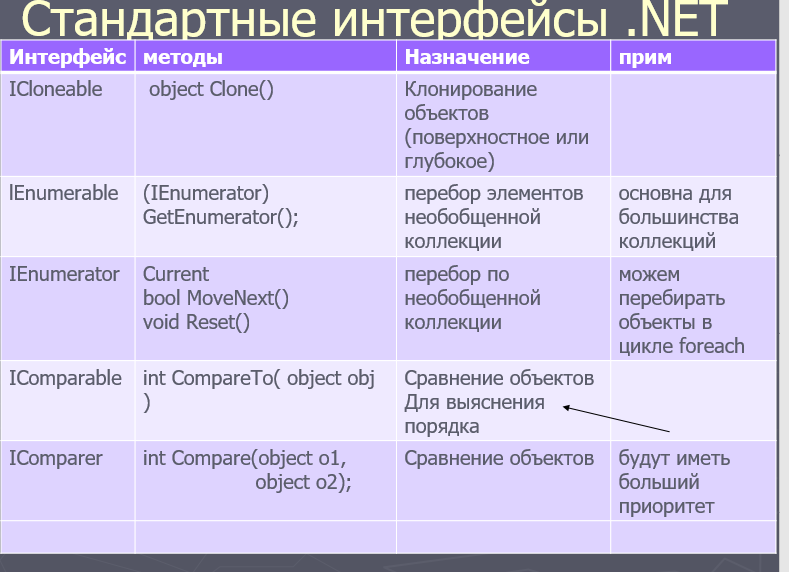 Стандартные интерфейсы .NET
Интерфейс методы Назначение прим
ICloneable object Clone() Клонирование
объектов
(поверхностное или
глубокое)
lEnumerable (IEnumerator) перебор элементов основна для
GetEnumerator(); необобщенной большинства
коллекции коллекций
IEnumerator Current перебор по можем
bool MoveNext() необобщенной перебирать
void Reset() коллекции объекты в
цикле foreach
IComparable int CompareTo( object obj Сравнение объектов
) Для выяснения
порядка
IComparer int Compare(object o1, Сравнение объектов будут иметь
object o2); больший
приоритет